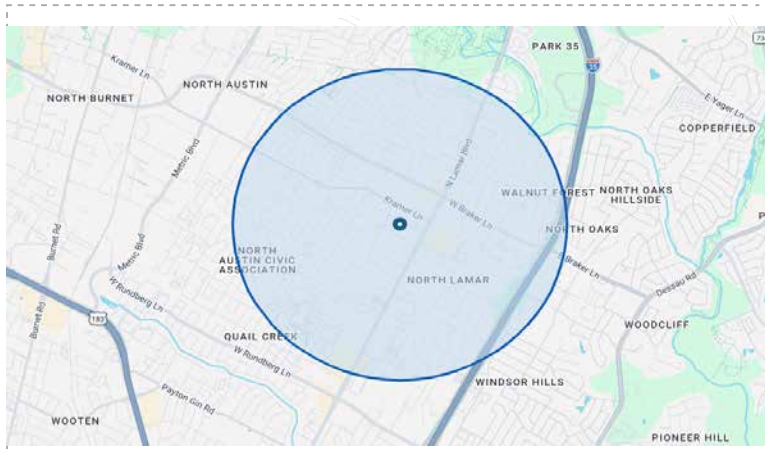 PARK 35
73
35
Kramer Ln
NORTH AUSTIN
NORTH BURNET
E Yager Ln
COPPERFIELD
Metric Blvd
N Lamar Blvd
WALNUT FOREST
NORTH OAKS
HILLSIDE
Kramer Ln
W Braker Ln
NORTH OAKS
Burnet Rd
Metric Blvd
NORTH
AUSTIN CIVIC
ASSOCIATION
E Braker Ln
NORTH LAMAR
Dessau Rd
W Rundberg Ln
Burnet Rd
183
WOODCLIFF
QUAIL CREEK
W Rundberg Ln
WINDSOR HILLS
Payton Gin Rd
WOOTEN
PIONEER HILL